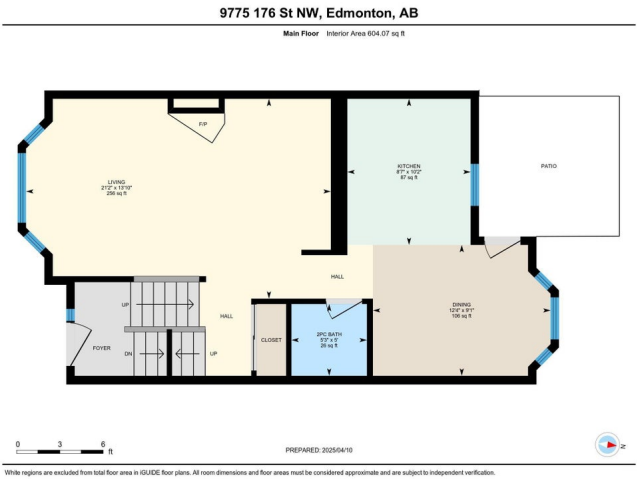 9775 176 St NW, Edmonton, AB
Main Floor Interior Area 604.07 sq ft
F/P
LIVING
21'2" x 13'10"
256 sq ft
KITCHEN
8'7" x 10'2"
87 sq ft
PATIO
HALL
UP
HALL
DINING
12'4" x 9'1"
106 sq ft
FOYER
DN
UP
CLOSET
2PC BATH
5'3" x 5'
26 sq ft
0 3 6
ft
PREPARED: 2025/04/10
N
White regions are excluded from total floor area in iGUIDE floor plans. All room dimensions and floor areas must be considered approximate and are subject to independent verification.